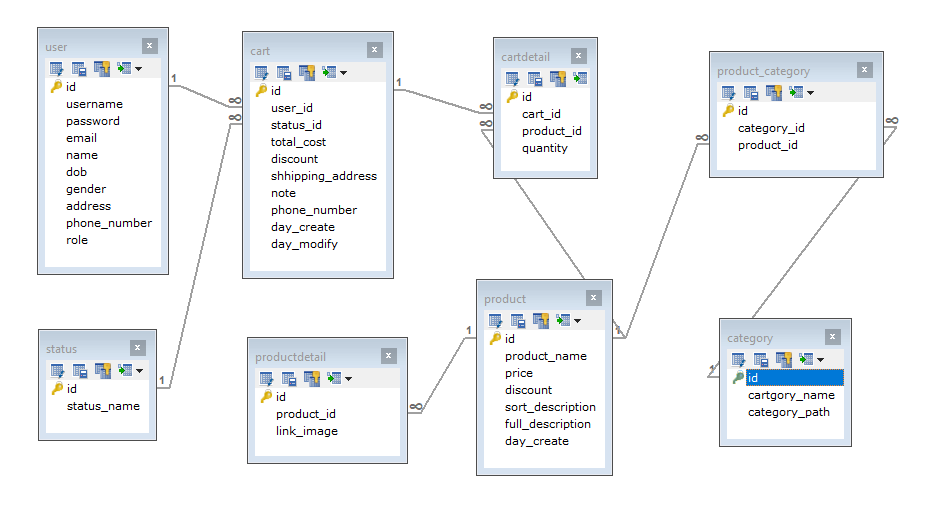 user
id
username
password
email
name
dob
gender
address
phone_number
role
1
∞
cart
id
user_id
status_id
total_cost
discount
shhipping_address
note
phone_number
day_create
day_modify
∞
1
∞
cartdetail
id
cart_id
product_id
quantity
∞
product_category
id
category_id
product_id
∞
∞
status
id
status_name
1
productdetail
id
product_id
link_image
∞
1
product
id
product_name
price
discount
sort_description
full_description
day_create
1
category
id
cartgory_name
category_path
1